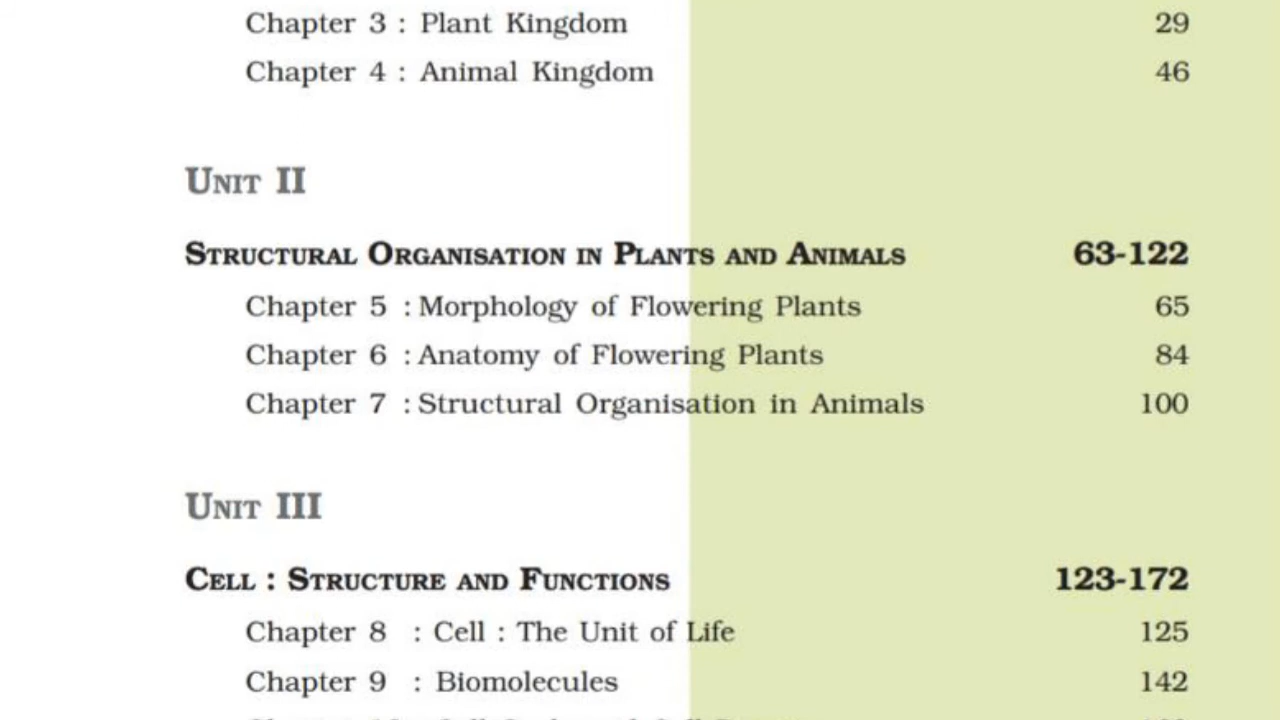 Chapter 3 : Plant Kingdom 29
Chapter 4 : Animal Kingdom 46
UNIT II
STRUCTURAL ORGANISATION IN PLANTS AND ANIMALS 63-122
Chapter 5 : Morphology of Flowering Plants 65
Chapter 6 : Anatomy of Flowering Plants 84
Chapter 7 : Structural Organisation in Animals 100
UNIT III
CELL : STRUCTURE AND FUNCTIONS 123-172
Chapter 8 : Cell : The Unit of Life 125
Chapter 9 : Biomolecules 142